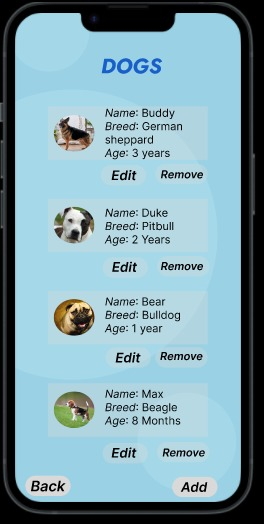 DOGS
Name: Buddy
Breed: German
sheppard
Age: 3 years
Edit Remove
Name: Duke
Breed: Pitbull
Age: 2 Years
Edit Remove
Name: Bear
Breed: Bulldog
Age: 1 year
Edit Remove
Name: Max
Breed: Beagle
Age: 8 Months
Edit Remove
Back Add